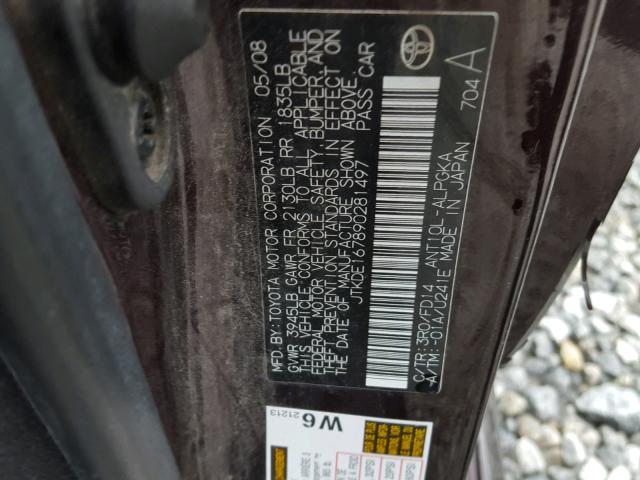 MFD. BY: TOYOTA MOTOR CORPORATION 05/08
GVWR 3945LB GAWR FR 2130LB RR 1835LB
THIS VEHICLE CONFORMS TO ALL APPLICABLE
FEDERAL MOTOR VEHICLE SAFETY, BUMPER, AND
THEFT PREVENTION STANDARDS IN EFFECT ON
THE DATE OF MANUFACTURE SHOWN ABOVE.
JTKDE167890281497 PASS CAR
C/TR: 3R0/FD14 ANT10L-ALPGKA
A/TM: -01A/U241E MADE IN JAPAN
704 A
W6
21213